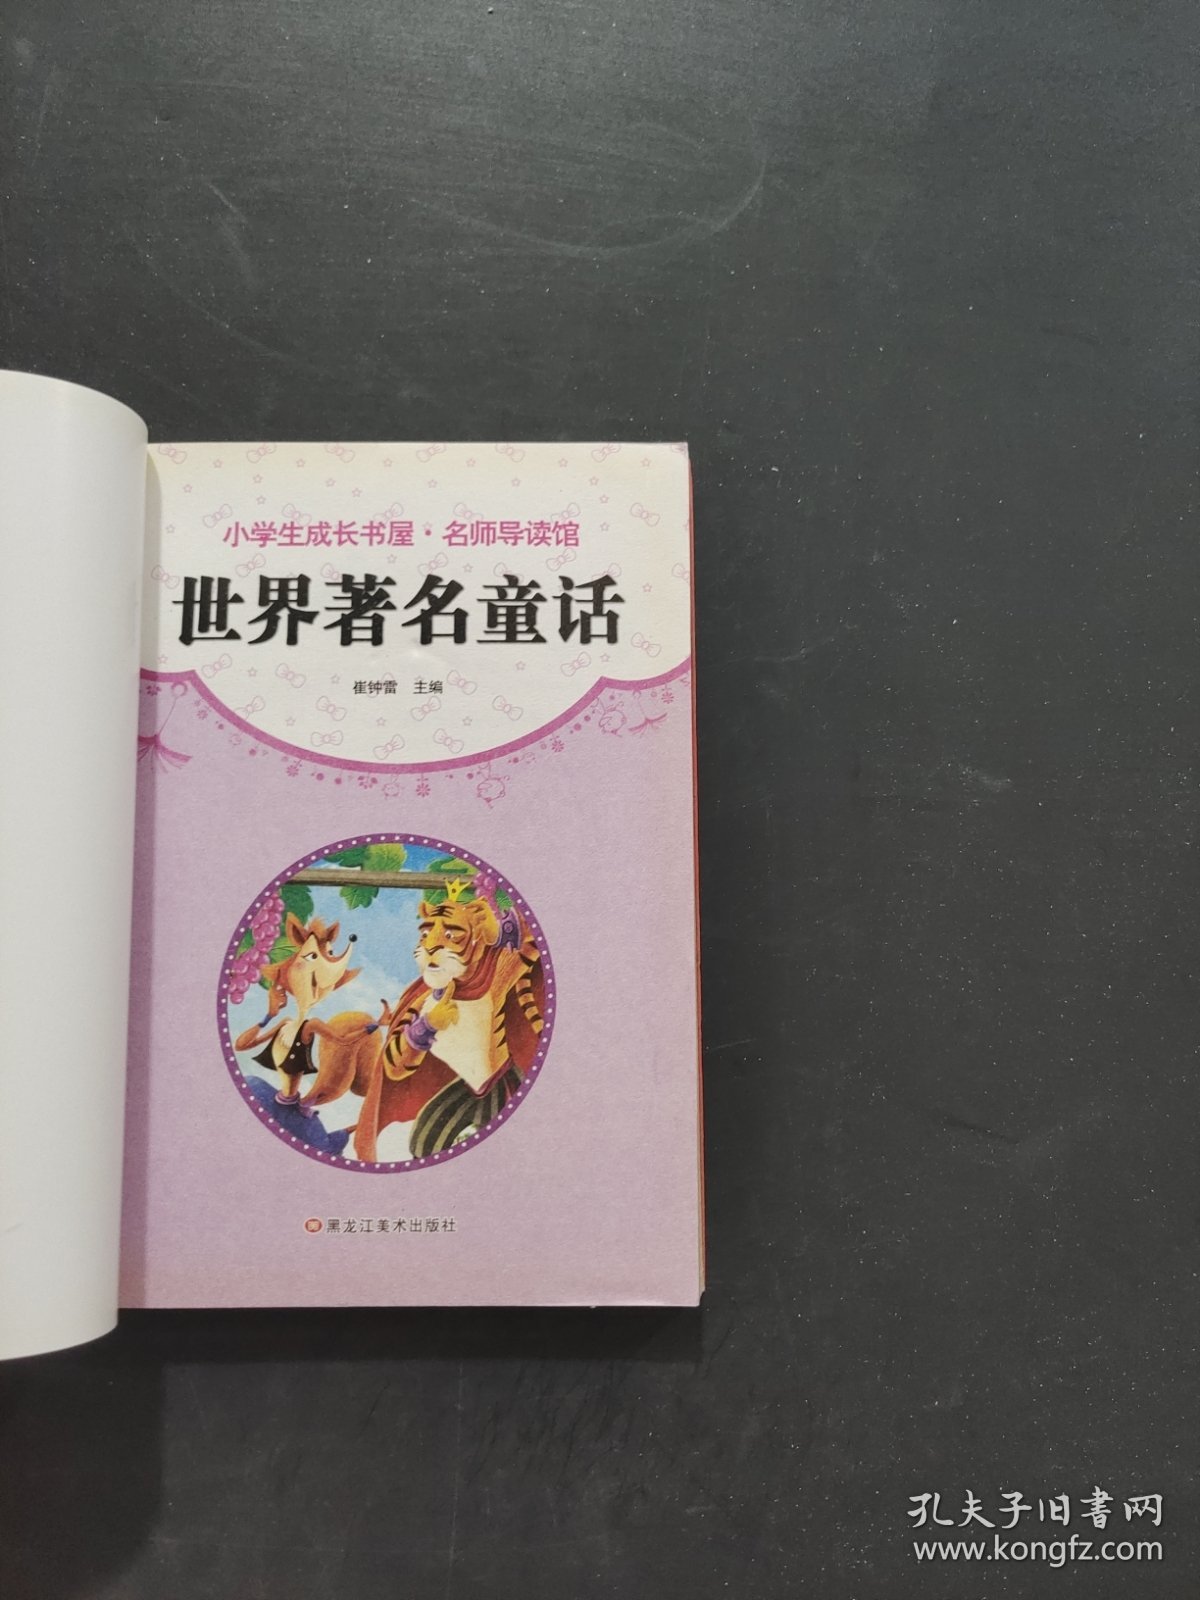 小学生成长书屋·名师导读馆
世界著名童话
崔钟雷 主编
黑龙江美术出版社
孔夫子旧书网
www.kongfz.com